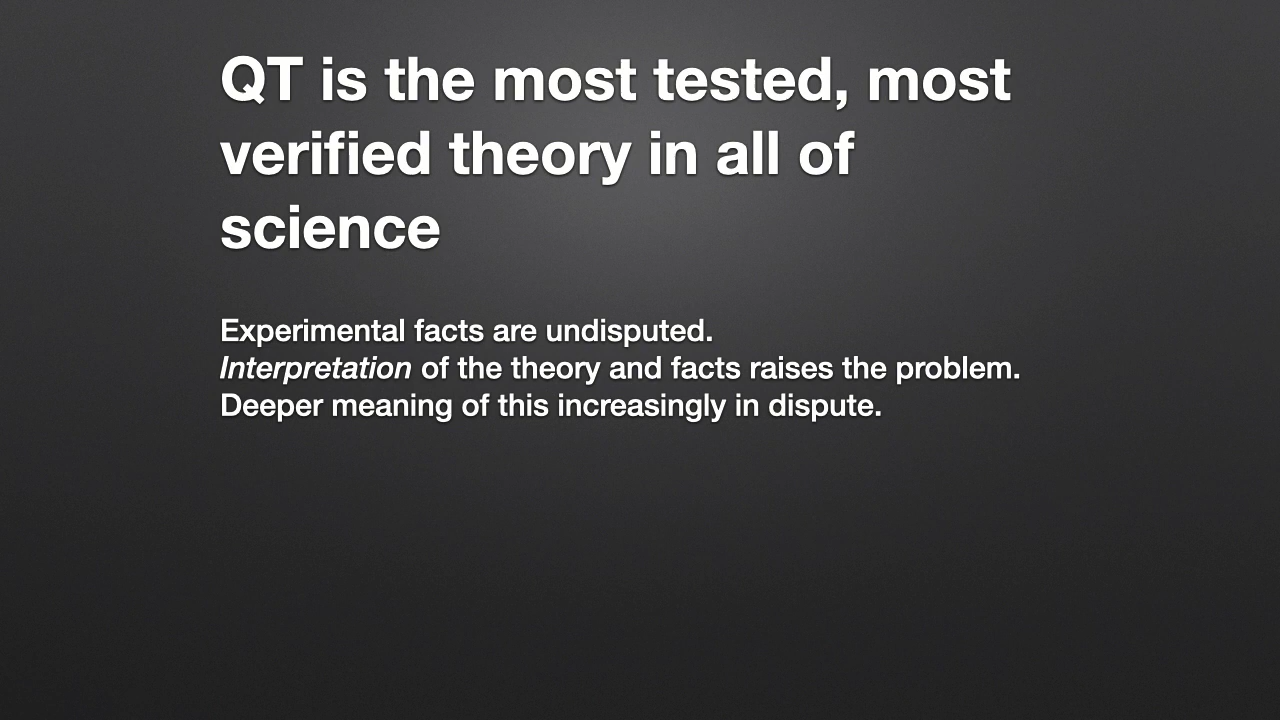 QT is the most tested, most
verified theory in all of
science
Experimental facts are undisputed.
Interpretation of the theory and facts raises the problem.
Deeper meaning of this increasingly in dispute.